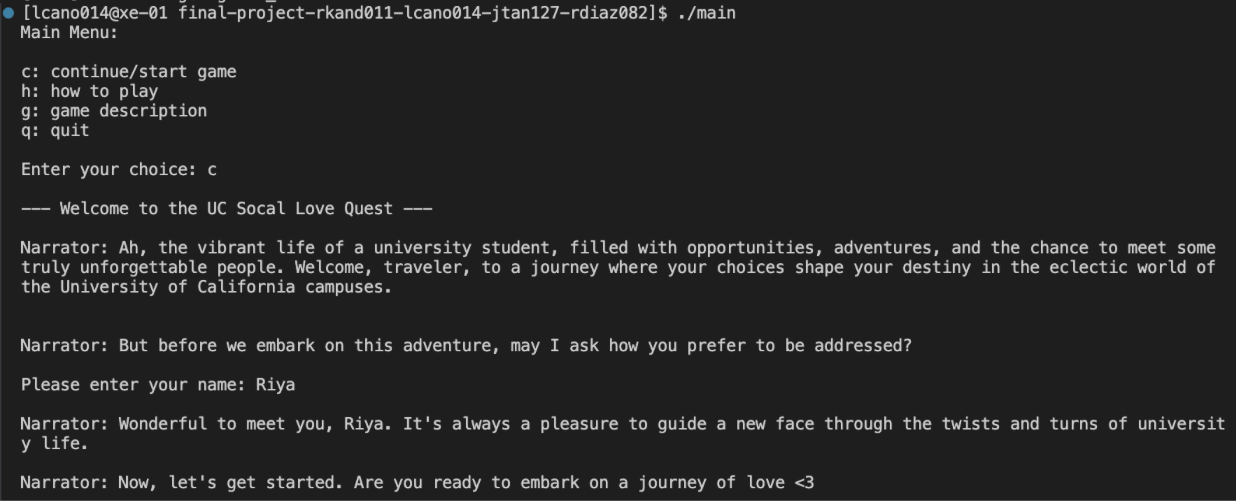 [lcano014@xe-01 final-project-rkand011-lcano014-jtan127-rdiaz082]$ ./main
Main Menu:
c: continue/start game
h: how to play
g: game description
q: quit
Enter your choice: c
--- Welcome to the UC Socal Love Quest ---
Narrator: Ah, the vibrant life of a university student, filled with opportunities, adventures, and the chance to meet some
truly unforgettable people. Welcome, traveler, to a journey where your choices shape your destiny in the eclectic world of
the University of California campuses.
Narrator: But before we embark on this adventure, may I ask how you prefer to be addressed?
Please enter your name: Riya
Narrator: Wonderful to meet you, Riya. It's always a pleasure to guide a new face through the twists and turns of universit
y life.
Narrator: Now, let's get started. Are you ready to embark on a journey of love <3